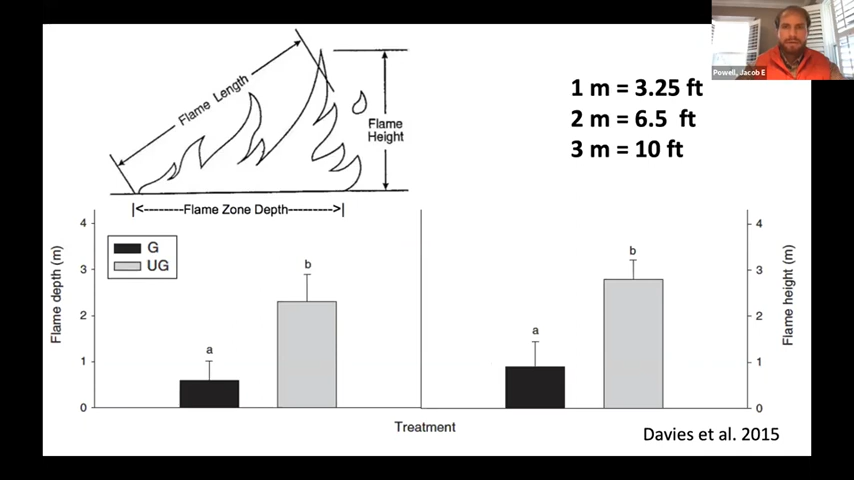 Powell, Jacob E
1 m = 3.25 ft
2 m = 6.5 ft
3 m = 10 ft
Flame Length
Flame
Height
|<--------Flame Zone Depth------->|
G
UG
Flame depth (m)
4
3
2
1
0
a
b
a
b
4
3
2
1
0
Flame height (m)
Treatment
Davies et al. 2015